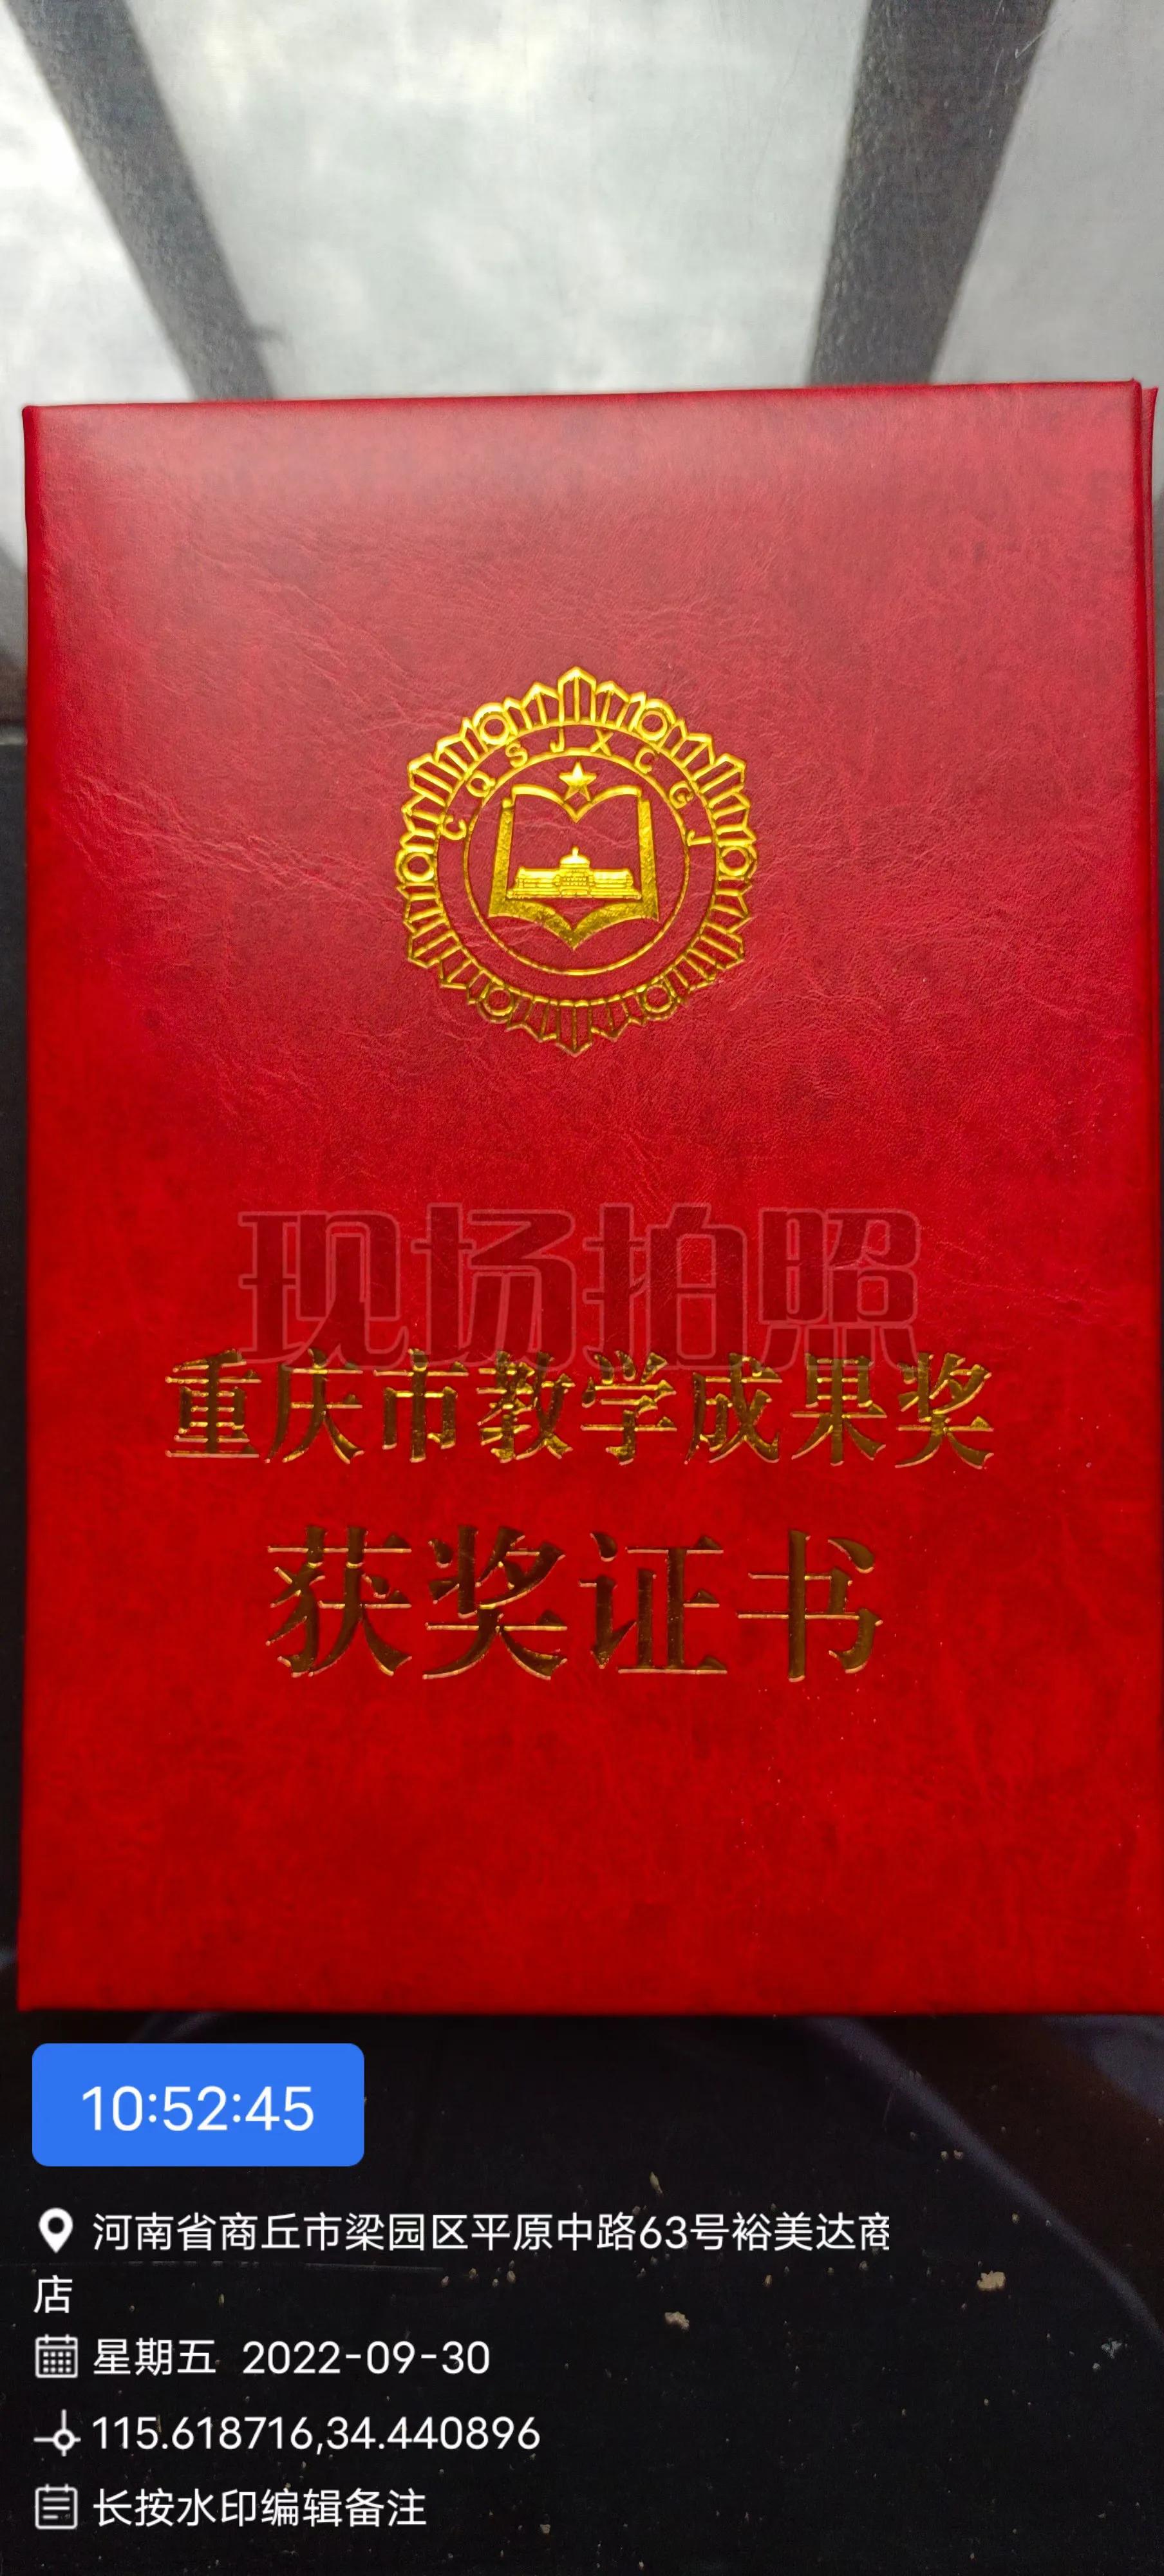 CQSJXCGJ
现场拍照
重庆市教学成果奖
获奖证书
10:52:45
河南省商丘市梁园区平原中路63号裕美达商
店
星期五 2022-09-30
115.618716,34.440896
长按水印编辑备注